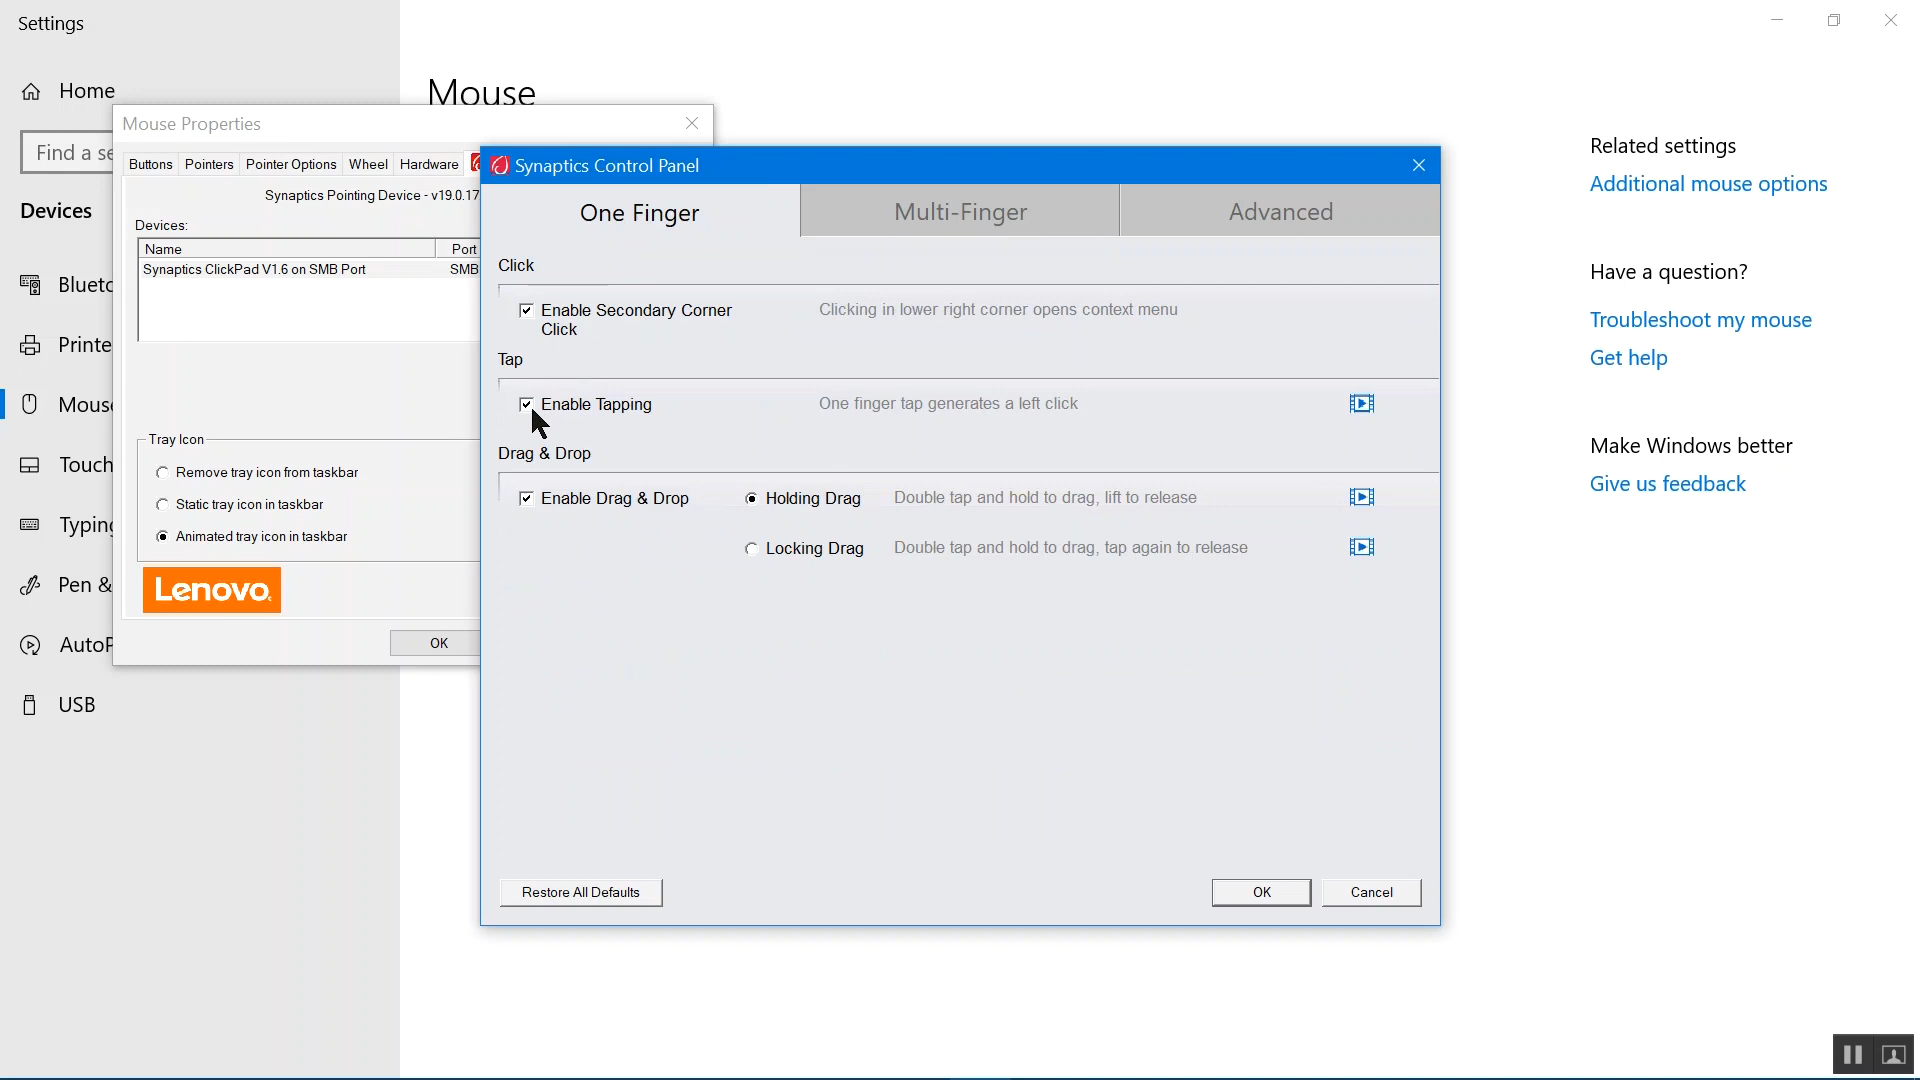 Settings
Home
Find a se
Devices
Blueto
Printe
Mous
Touch
Typing
Pen &
AutoP
USB
Mouse
Mouse Properties
Buttons
Pointers
Pointer Options
Wheel
Hardware
Synaptics Pointing Device - v19.0.17
Devices:
Name
Port
Synaptics ClickPad V1.6 on SMB Port
SMB
Tray Icon
Remove tray icon from taskbar
Static tray icon in taskbar
Animated tray icon in taskbar
Lenovo
OK
Synaptics Control Panel
One Finger
Multi-Finger
Advanced
Click
Enable Secondary Corner
Click
Clicking in lower right corner opens context menu
Tap
Enable Tapping
One finger tap generates a left click
Drag & Drop
Enable Drag & Drop
Holding Drag
Double tap and hold to drag, lift to release
Locking Drag
Double tap and hold to drag, tap again to release
Restore All Defaults
OK
Cancel
Related settings
Additional mouse options
Have a question?
Troubleshoot my mouse
Get help
Make Windows better
Give us feedback